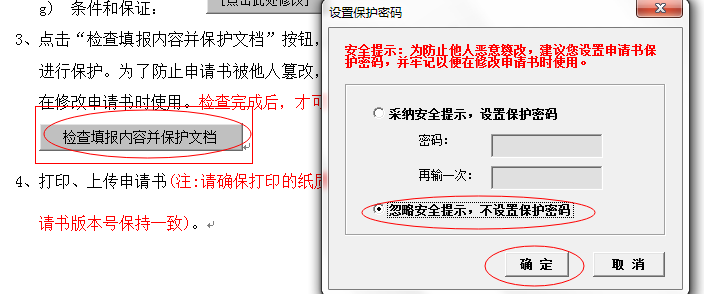 g） 条件和保证：
[点击此处修改]
3、点击“检查填报内容并保护文档”按钮，
进行保护。为了防止申请书被他人篡改，
在修改申请书时使用。检查完成后，才可
检查填报内容并保护文档
4、打印、上传申请书(注:请确保打印的纸质
请书版本号保持一致)。
设置保护密码
安全提示：为防止他人恶意篡改，建议您设置申请书保
护密码，并牢记以便在修改申请书时使用。
采纳安全提示，设置保护密码
密码：
再输一次：
忽略安全提示，不设置保护密码
确 定
取 消